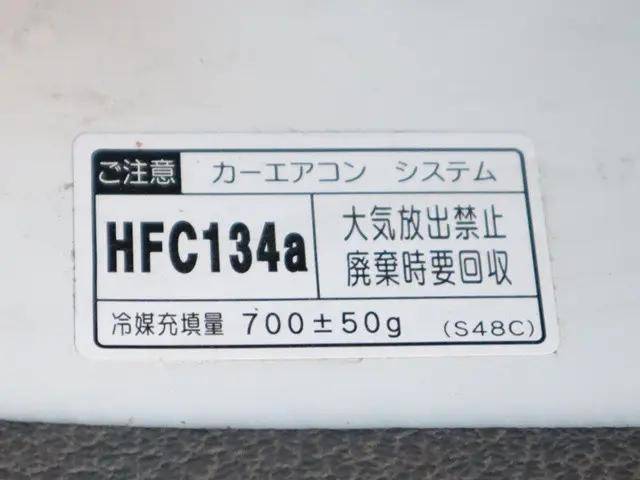 ご注意 カーエアコン システム
HFC134a
大気放出禁止
廃棄時要回収
冷媒充填量 700±50g (S48C)